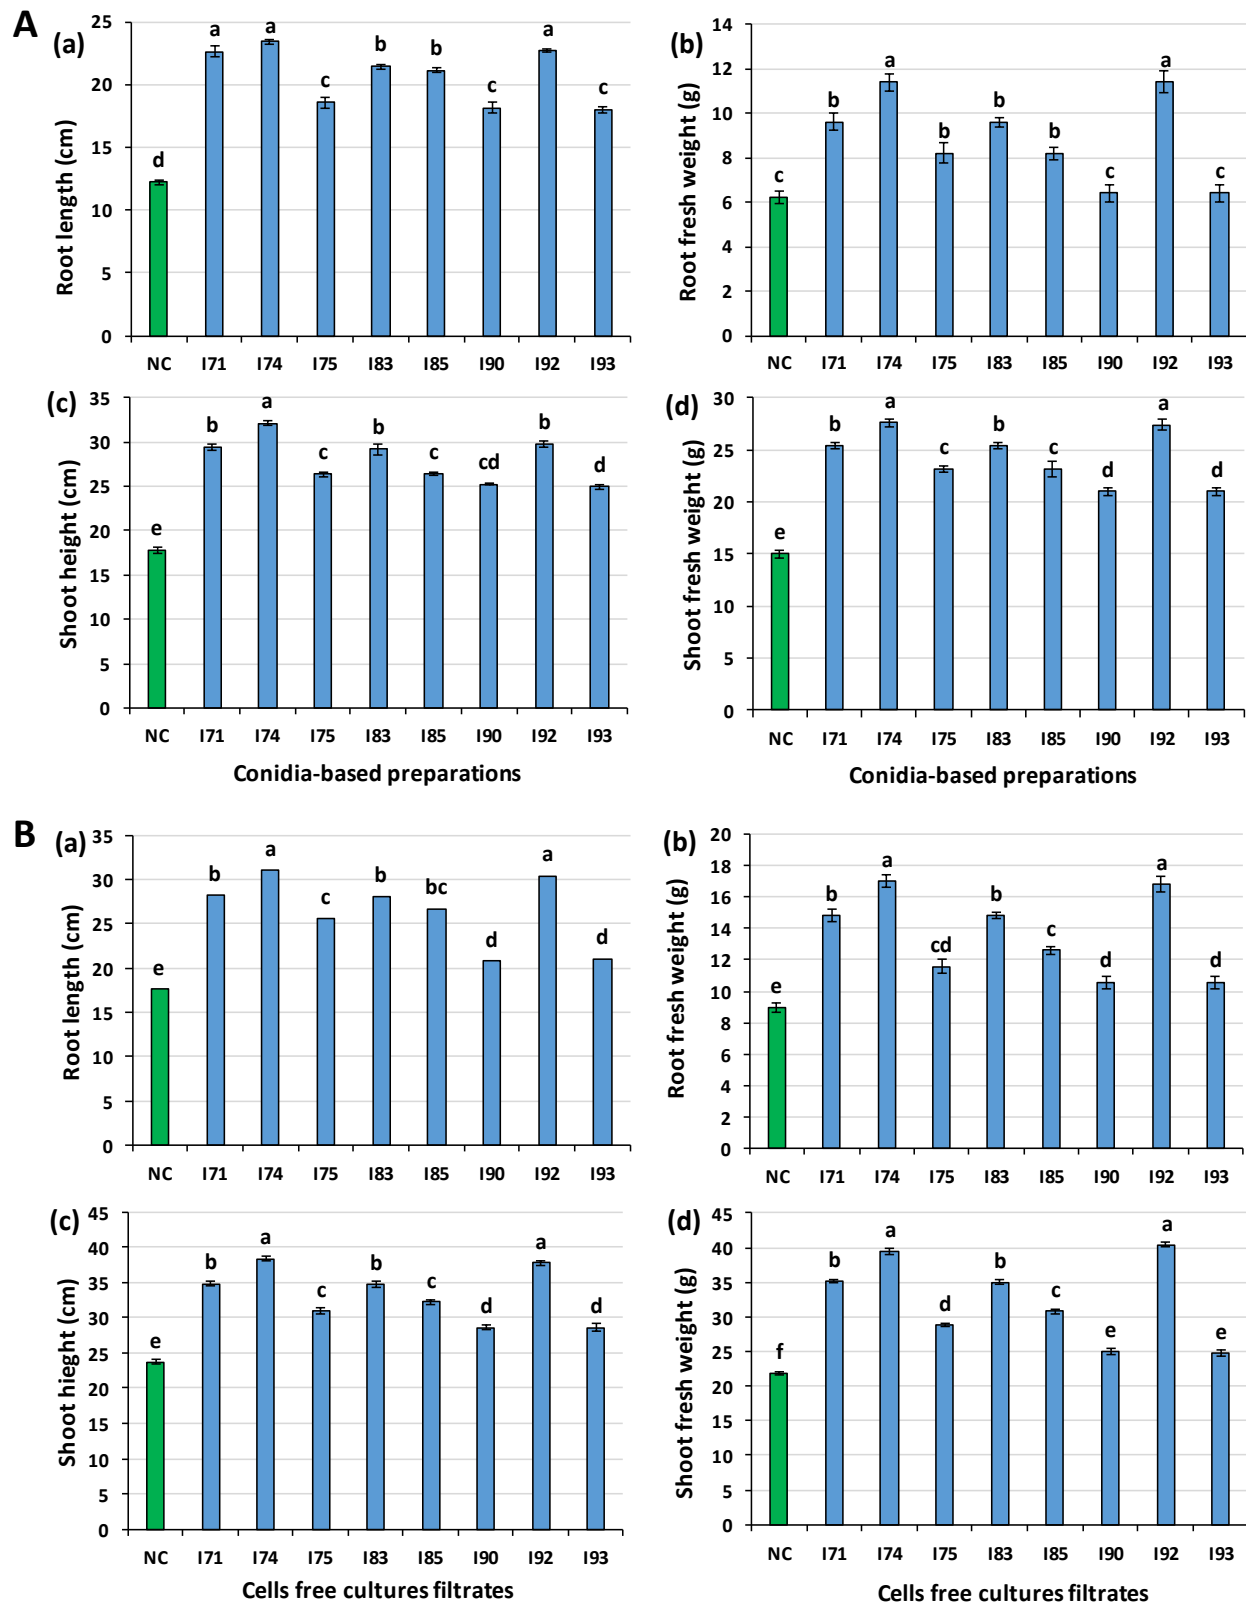 A
(a)
Root length (cm)
25
20
15
10
5
0
d
a
a
c
b
b
c
a
c
NC I71 I74 I75 I83 I85 I90 I92 I93
(b)
Root fresh weight (g)
14
12
10
8
6
4
2
0
c
b
a
b
b
b
c
a
c
NC I71 I74 I75 I83 I85 I90 I92 I93
(c)
Shoot height (cm)
35
30
25
20
15
10
5
0
e
b
a
c
b
c
cd
b
d
NC I71 I74 I75 I83 I85 I90 I92 I93
Conidia-based preparations
(d)
Shoot fresh weight (g)
30
25
20
15
10
5
0
e
b
a
c
b
c
d
a
d
NC I71 I74 I75 I83 I85 I90 I92 I93
Conidia-based preparations
B
(a)
Root length (cm)
35
30
25
20
15
10
5
0
e
b
a
c
b
bc
d
a
d
NC I71 I74 I75 I83 I85 I90 I92 I93
(b)
Root fresh weight (g)
20
18
16
14
12
10
8
6
4
2
0
e
b
a
cd
b
c
d
a
d
NC I71 I74 I75 I83 I85 I90 I92 I93
(c)
Shoot hieght (cm)
45
40
35
30
25
20
15
10
5
0
e
b
a
c
b
c
d
a
d
NC I71 I74 I75 I83 I85 I90 I92 I93
Cells free cultures filtrates
(d)
Shoot fresh weight (g)
45
40
35
30
25
20
15
10
5
0
f
b
a
d
b
c
e
a
e
NC I71 I74 I75 I83 I85 I90 I92 I93
Cells free cultures filtrates